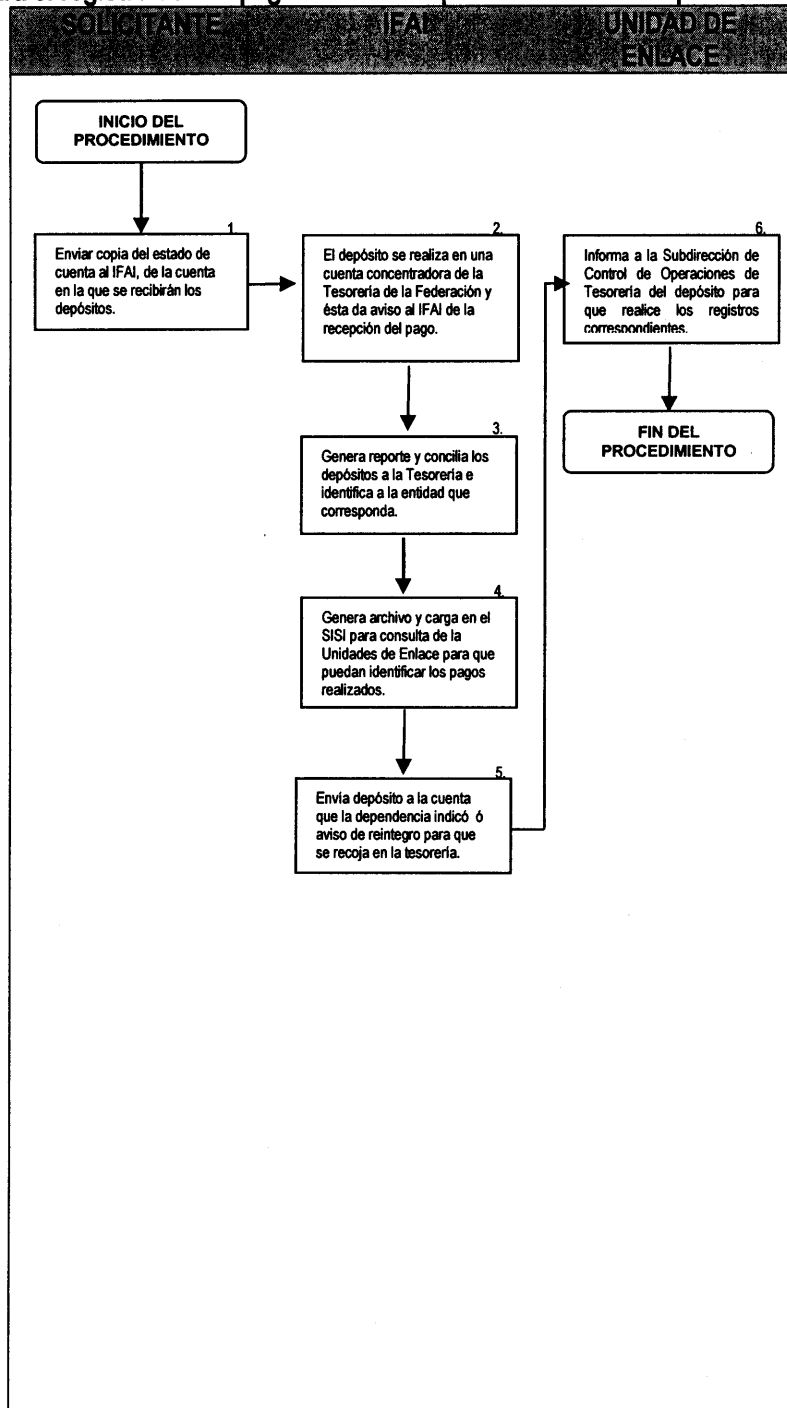 SOLICITANTE
IFAI
UNIDAD DE
ENLACE
INICIO DEL
PROCEDIMIENTO
1.
Enviar copia del estado de
cuenta al IFAI, de la cuenta
en la que se recibirán los
depósitos.
2.
El depósito se realiza en una
cuenta concentradora de la
Tesorería de la Federación y
ésta da aviso al IFAI de la
recepción del pago.
3.
Genera reporte y concilia los
depósitos a la Tesorería e
identifica a la entidad que
corresponda.
4.
Genera archivo y carga en el
SISI para consulta de la
Unidades de Enlace para que
puedan identificar los pagos
realizados.
5.
Envía depósito a la cuenta
que la dependencia indicó ó
aviso de reintegro para que
se recoja en la tesorería.
6.
Informa a la Subdirección de
Control de Operaciones de
Tesorería del depósito para
que realice los registros
correspondientes.
FIN DEL
PROCEDIMIENTO